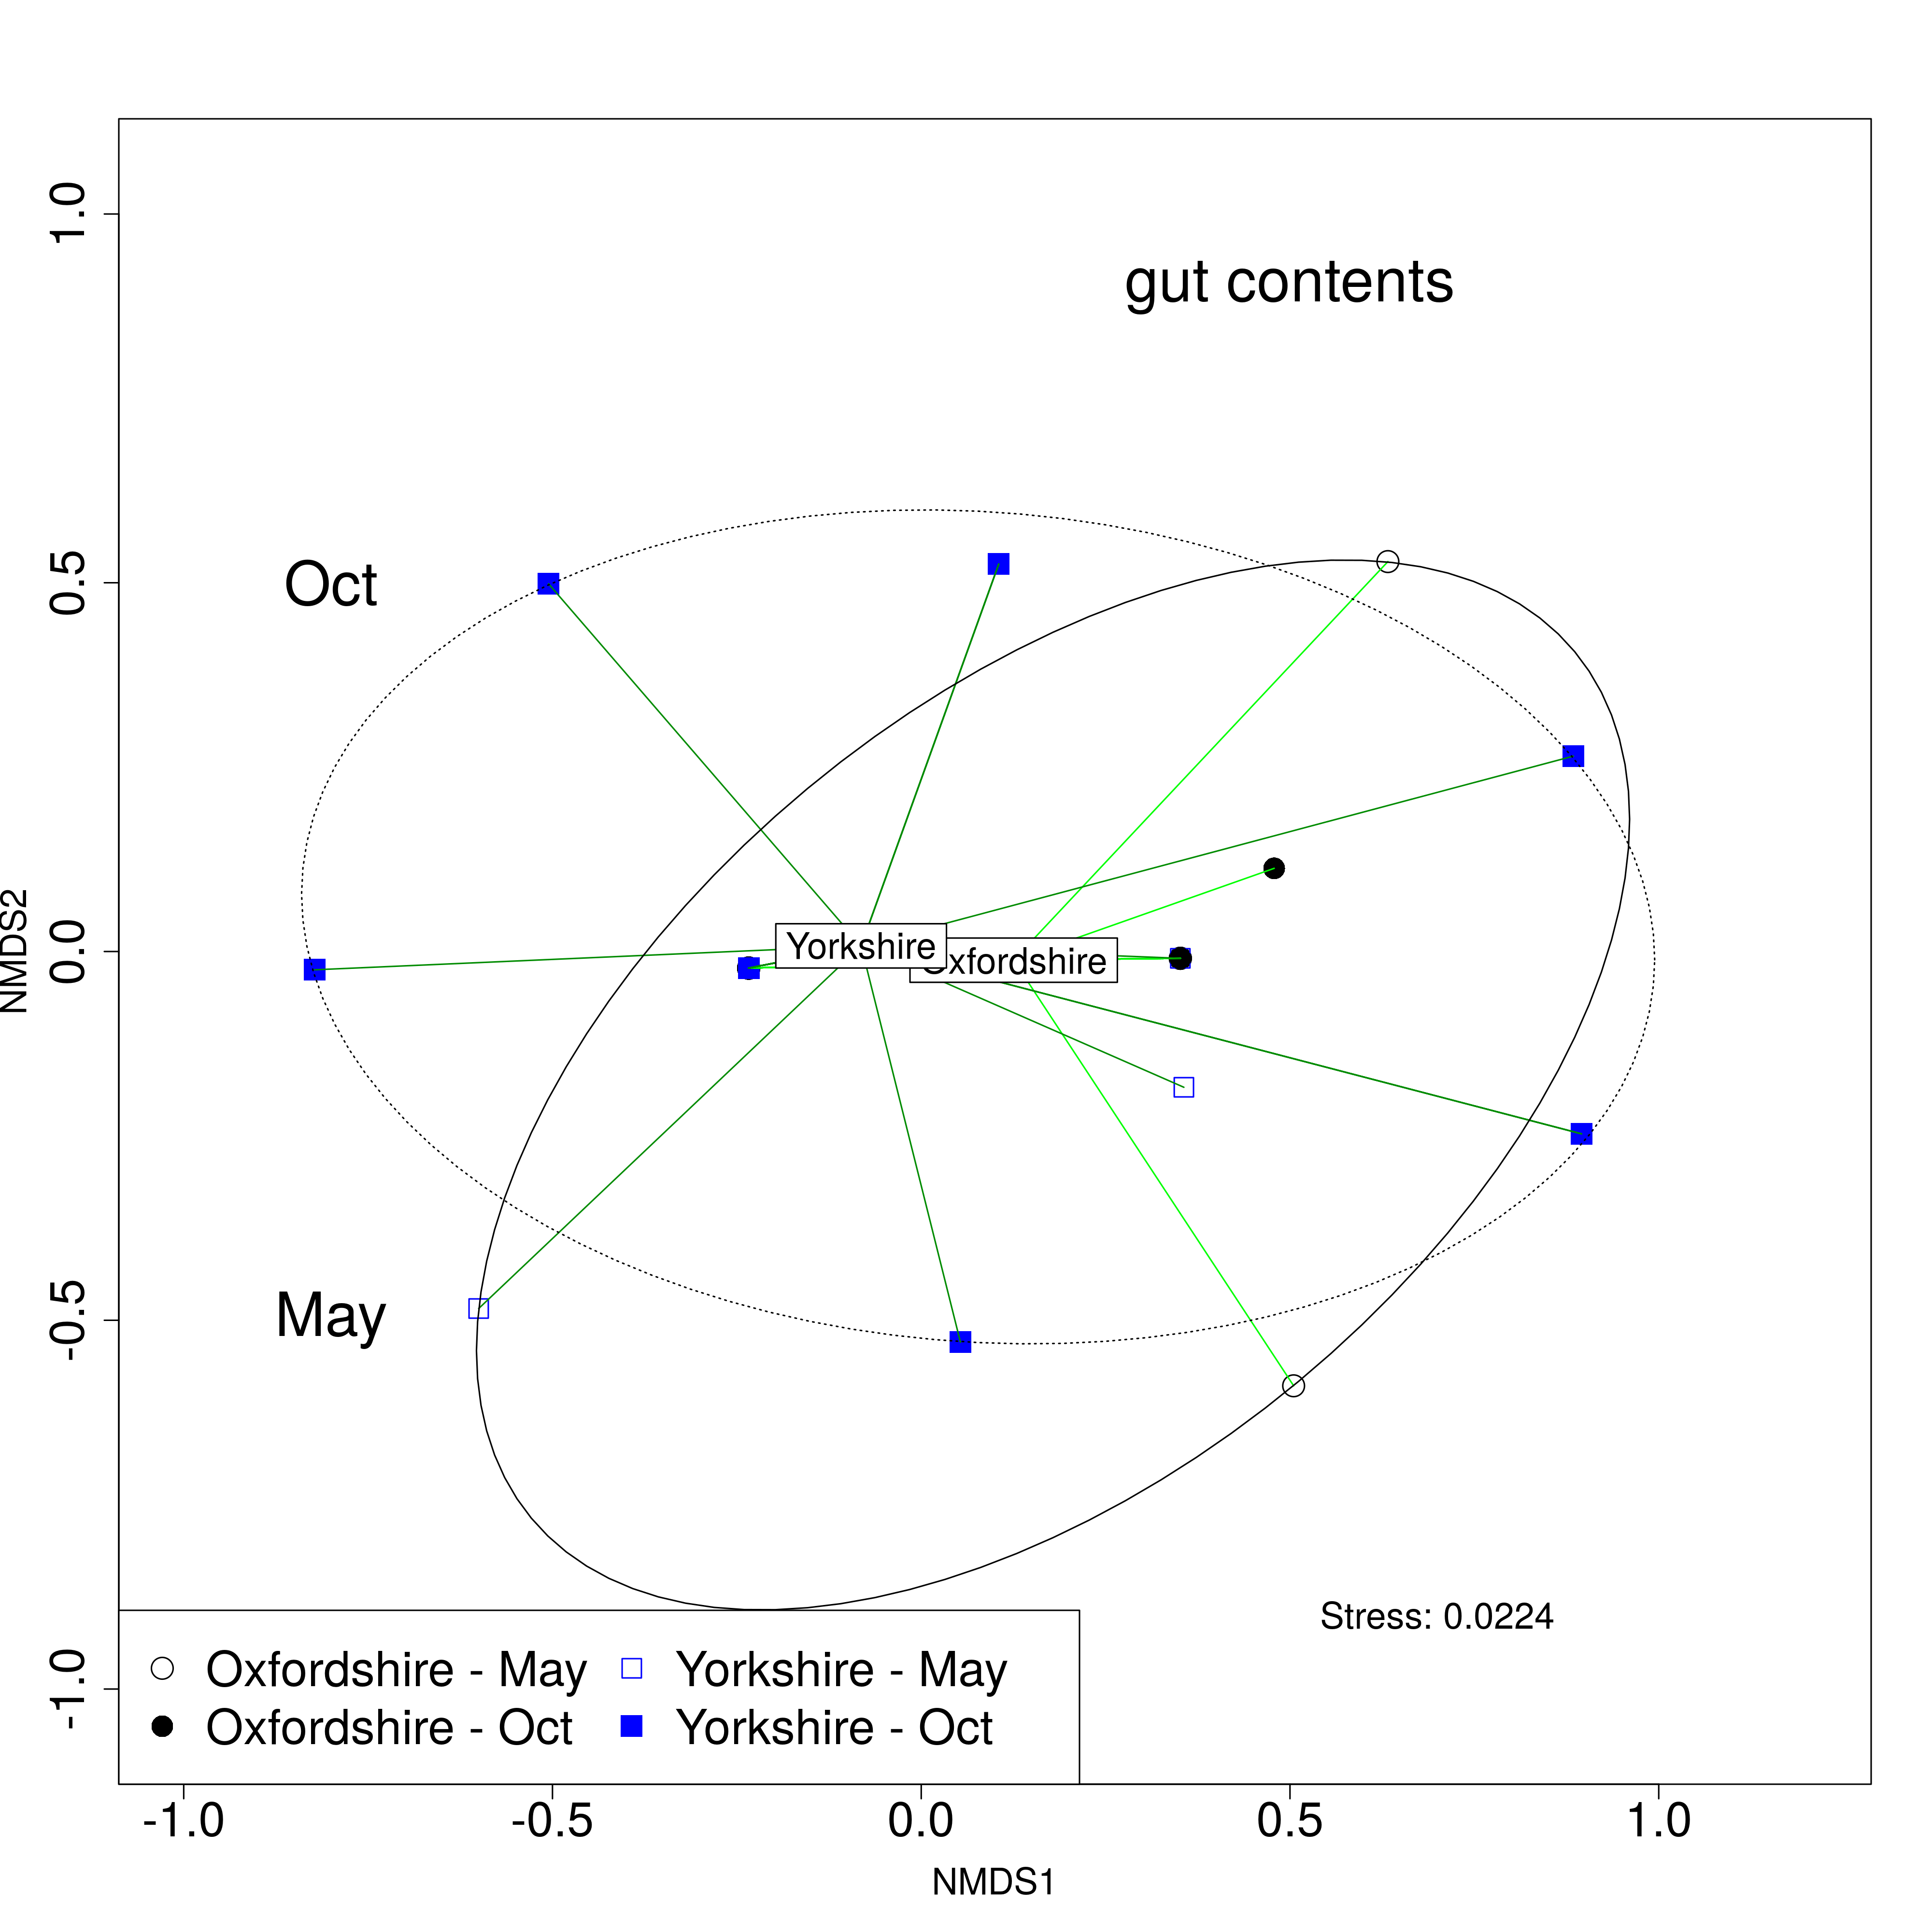 gut contents
Oct
Yorkshire
Oxfordshire
May
Stress: 0.0224
Oxfordshire - May
Yorkshire - May
Oxfordshire - Oct
Yorkshire - Oct
NMDS2
1.0
0.5
0.0
-0.5
-1.0
-1.0
-0.5
0.0
0.5
1.0
NMDS1